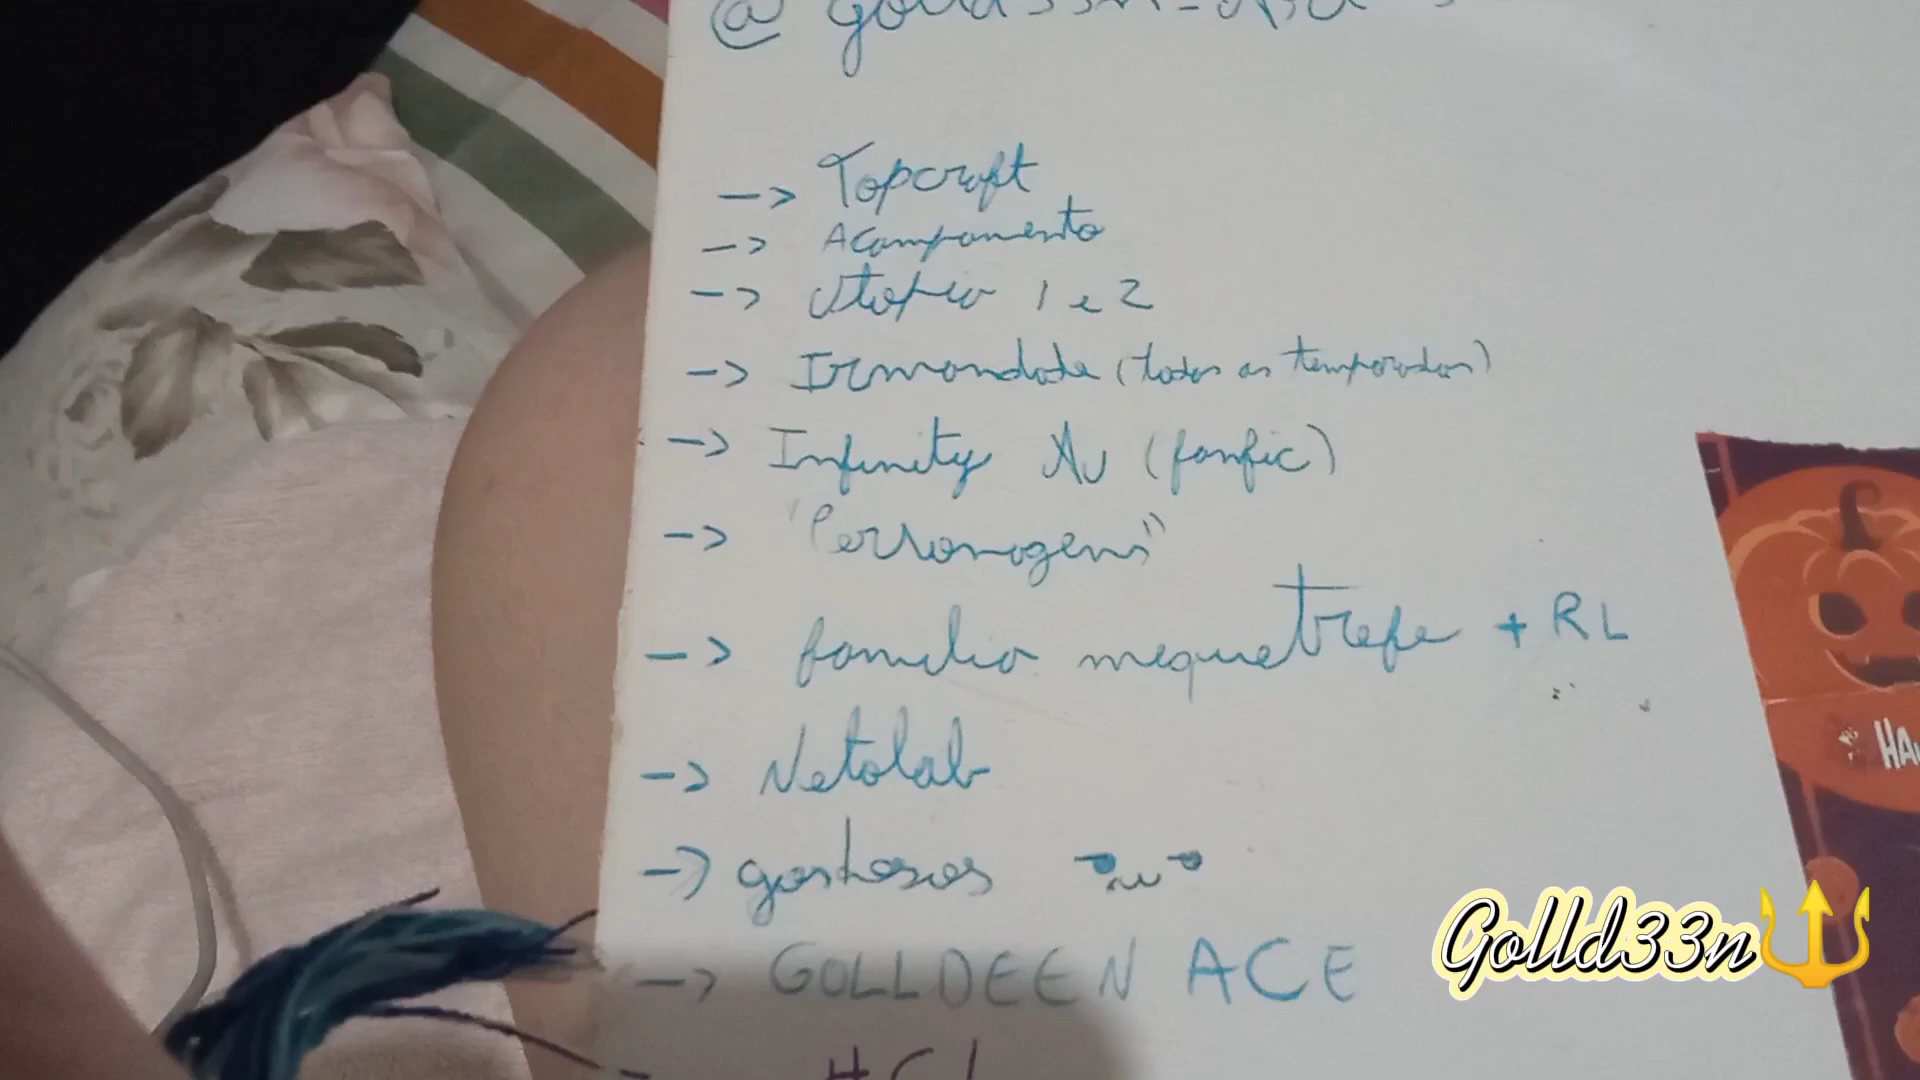 -> Topcraft
-> Acampamento
-> Utopia 1 e 2
-> Irmandade (todas as temporadas)
-> Infinity AU (fanfic)
-> "Personagens"
-> família mequetrefe + RL
-> Netolab
-> gostosos
-> GOLLDEEN ACE
Golld33n